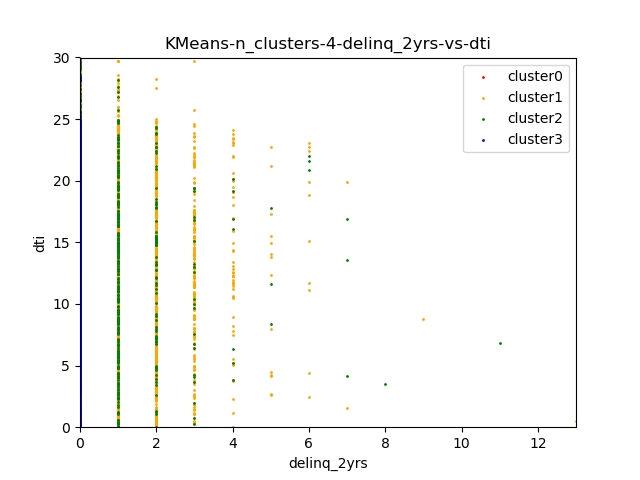 KMeans-n_clusters-4-delinq_2yrs-vs-dti
30
25
20
15
10
5
0
dti
cluster0
cluster1
cluster2
cluster3
0 2 4 6 8 10 12
delinq_2yrs